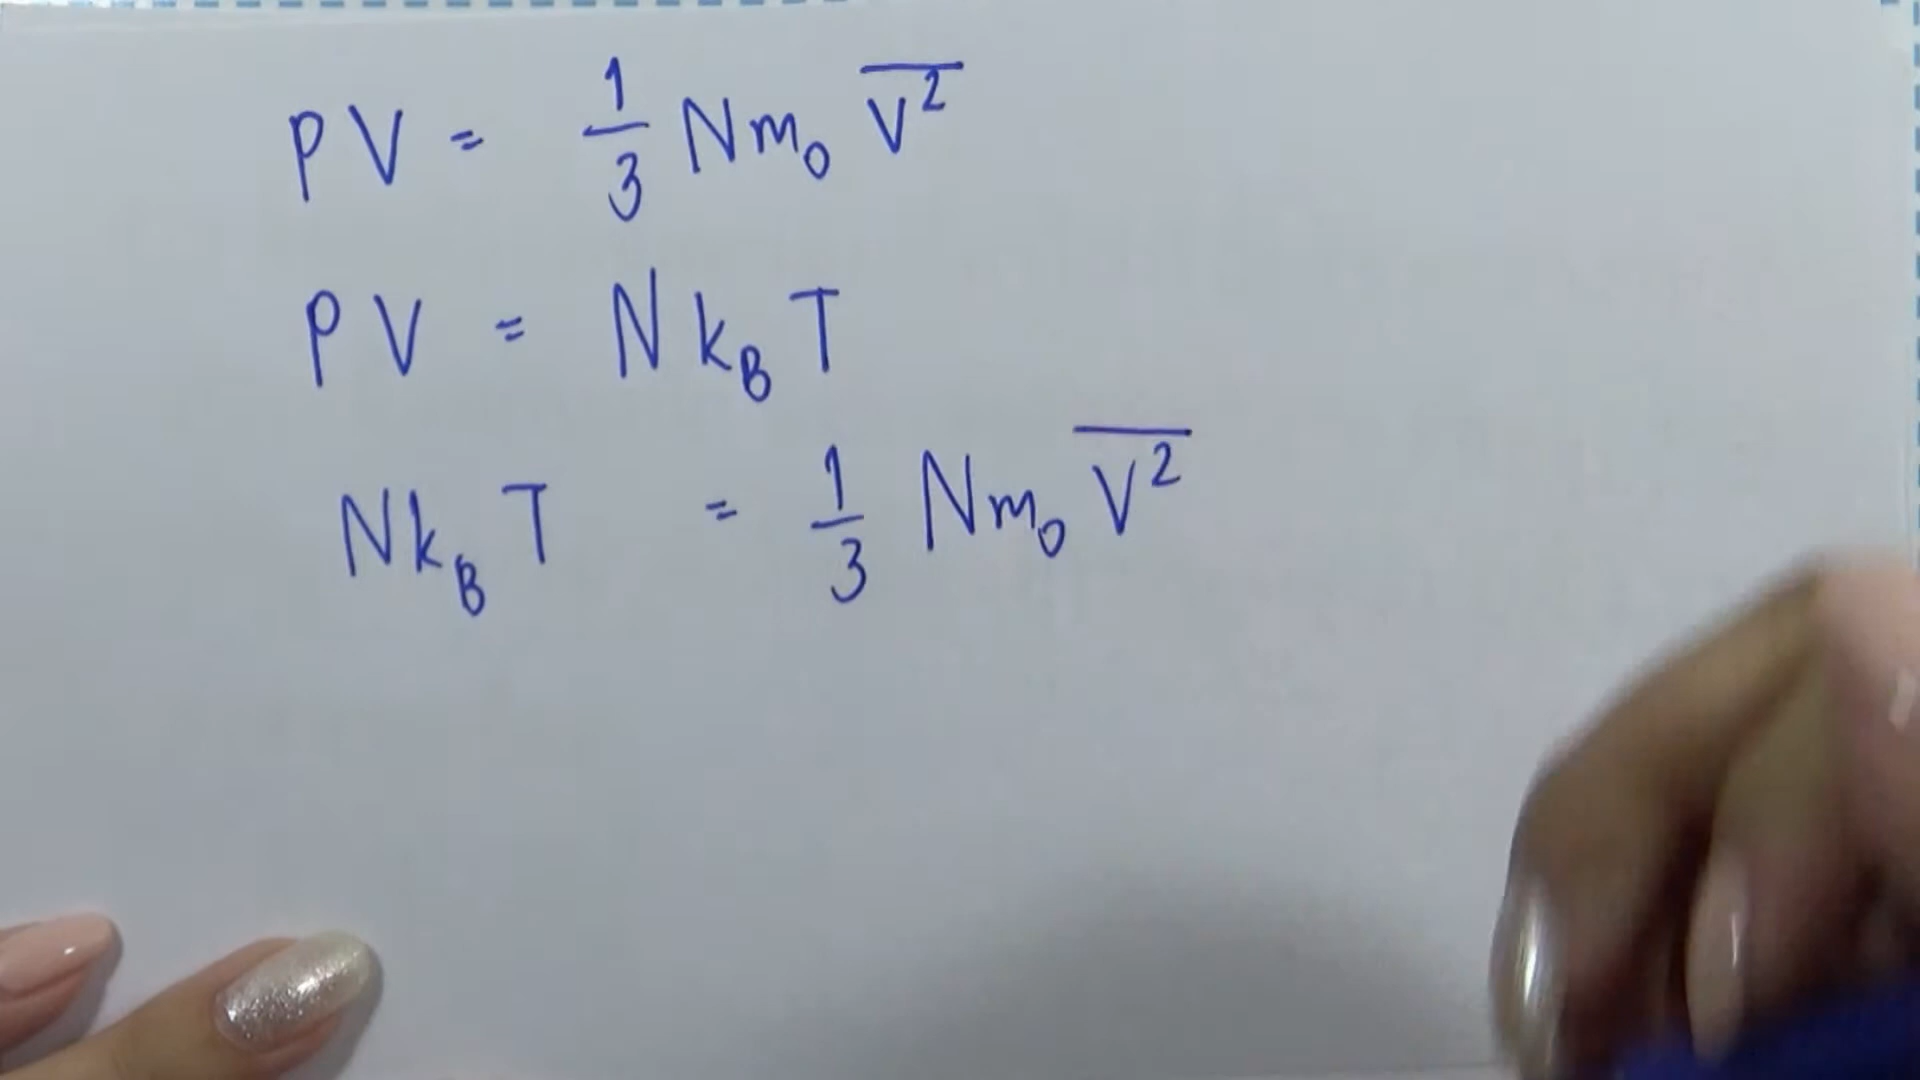 PV = 1/3 Nm₀ v̅²̅
PV = Nk_B T
Nk_B T = 1/3 Nm₀ v̅²̅